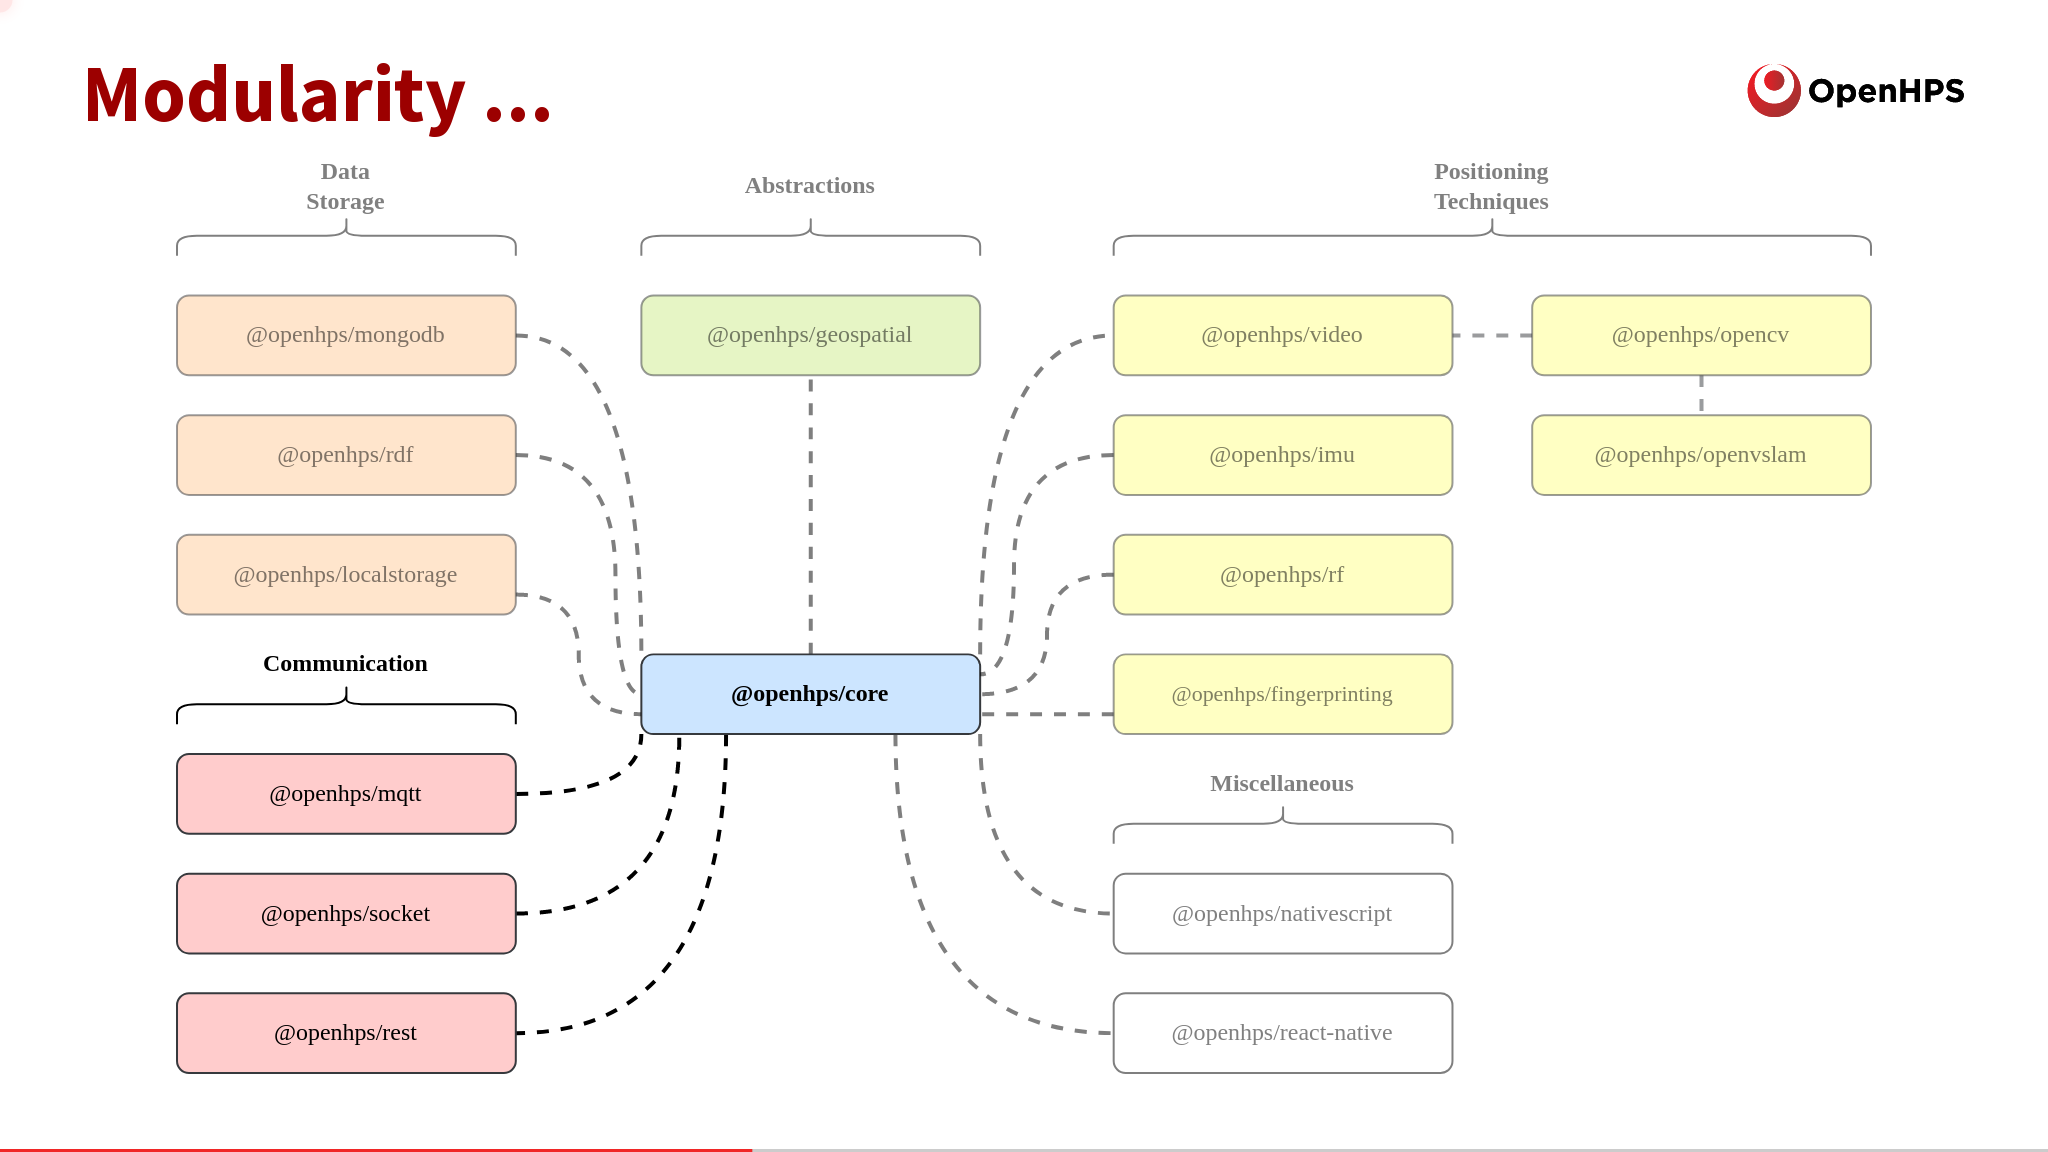 Modularity ...
OpenHPS
Data
Storage
@openhps/mongodb
@openhps/rdf
@openhps/localstorage
Communication
@openhps/mqtt
@openhps/socket
@openhps/rest
Abstractions
@openhps/geospatial
@openhps/core
Positioning
Techniques
@openhps/video
@openhps/opencv
@openhps/imu
@openhps/openvslam
@openhps/rf
@openhps/fingerprinting
Miscellaneous
@openhps/nativescript
@openhps/react-native